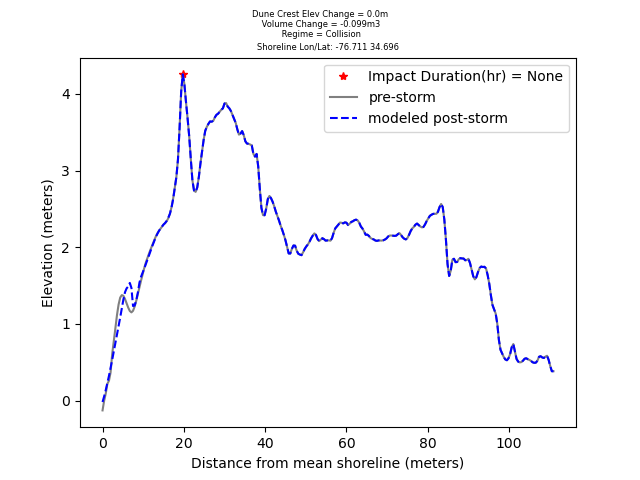 Dune Crest Elev Change = 0.0m
Volume Change = -0.099m3
Regime = Collision
Shoreline Lon/Lat: -76.711 34.696
Impact Duration(hr) = None
pre-storm
modeled post-storm
Elevation (meters)
4
3
2
1
0
0 20 40 60 80 100
Distance from mean shoreline (meters)